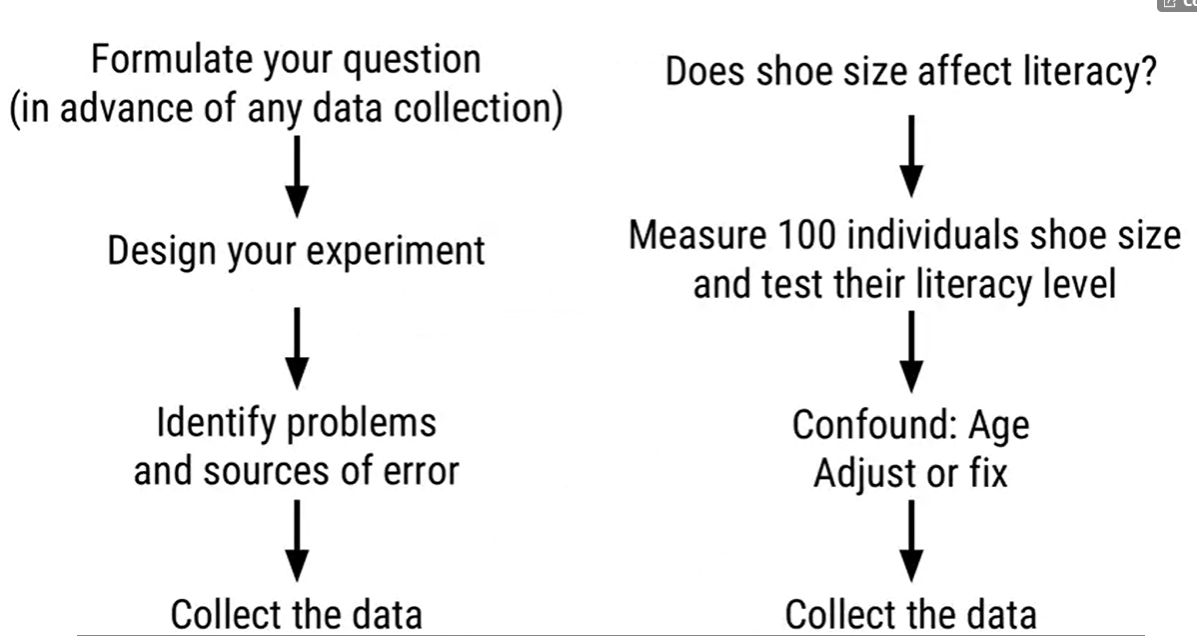 Formulate your question
(in advance of any data collection)
Design your experiment
Identify problems
and sources of error
Collect the data
Does shoe size affect literacy?
Measure 100 individuals shoe size
and test their literacy level
Confound: Age
Adjust or fix
Collect the data